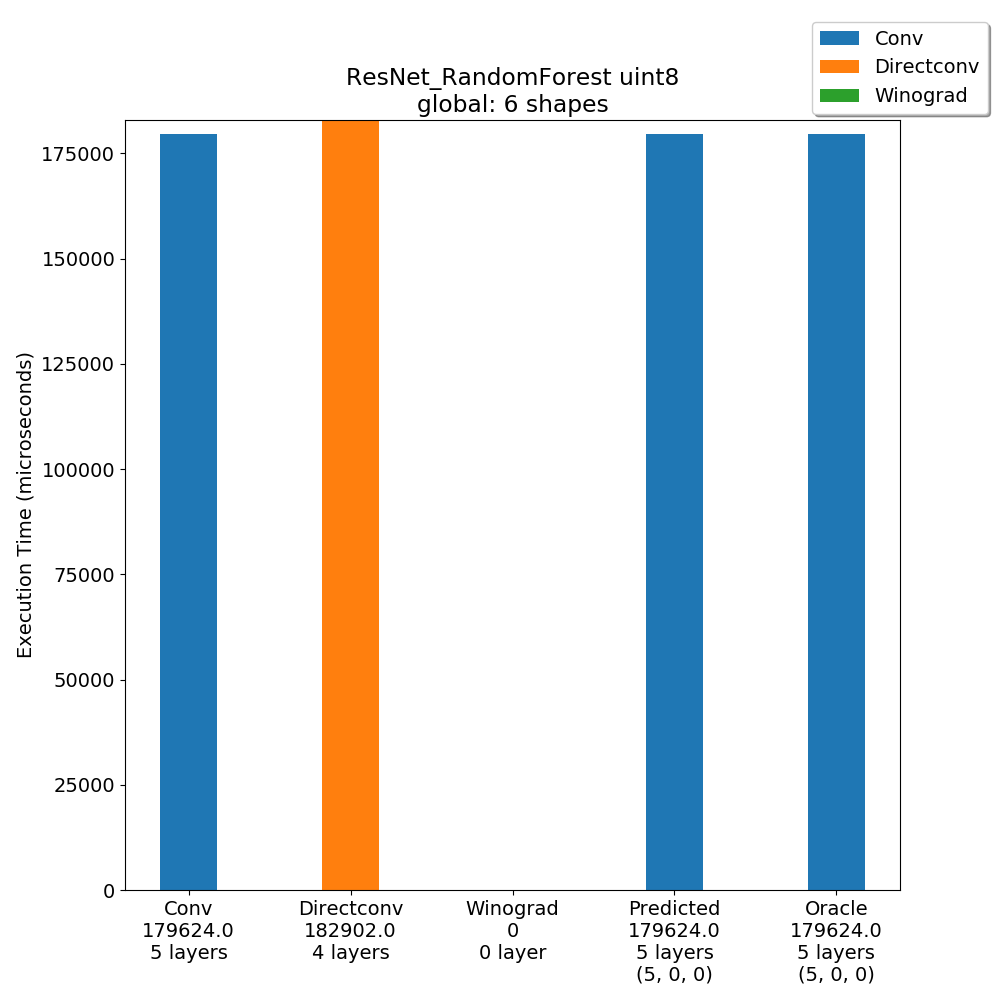 Conv
Directconv
Winograd
ResNet_RandomForest uint8
global: 6 shapes
Execution Time (microseconds)
175000
150000
125000
100000
75000
50000
25000
0
Conv
179624.0
5 layers
Directconv
182902.0
4 layers
Winograd
0
0 layer
Predicted
179624.0
5 layers
(5, 0, 0)
Oracle
179624.0
5 layers
(5, 0, 0)